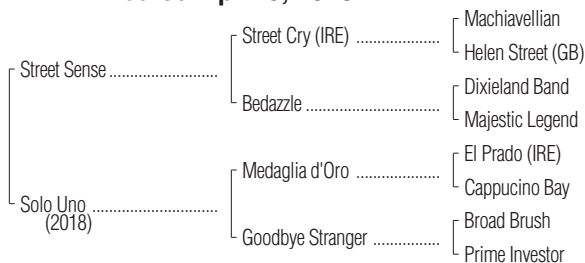 Machiavellian
Street Cry (IRE) ....................
Helen Street (GB)
Street Sense ..........................
Dixieland Band
Bedazzle ................................
Majestic Legend
El Prado (IRE)
Medaglia d'Oro ....................
Cappucino Bay
Solo Uno ..............................
(2018)
Broad Brush
Goodbye Stranger ................
Prime Investor